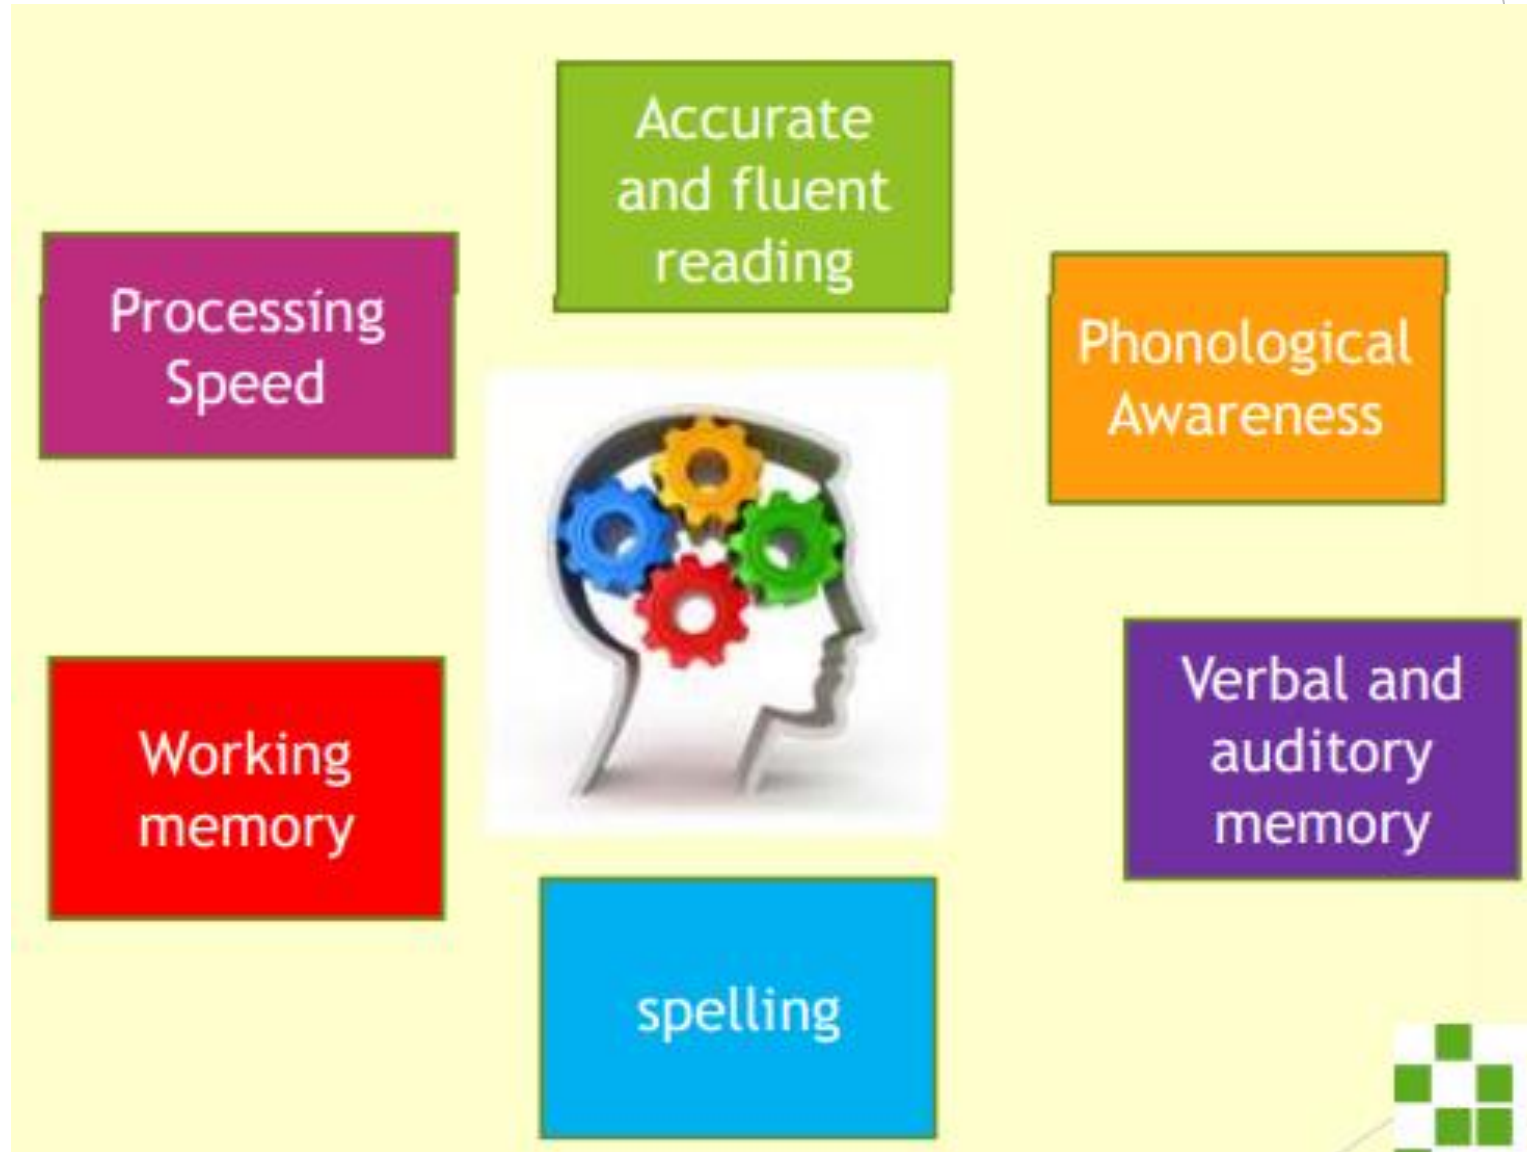 Accurate
and fluent
reading
Processing
Speed
Phonological
Awareness
Working
memory
Verbal and
auditory
memory
spelling